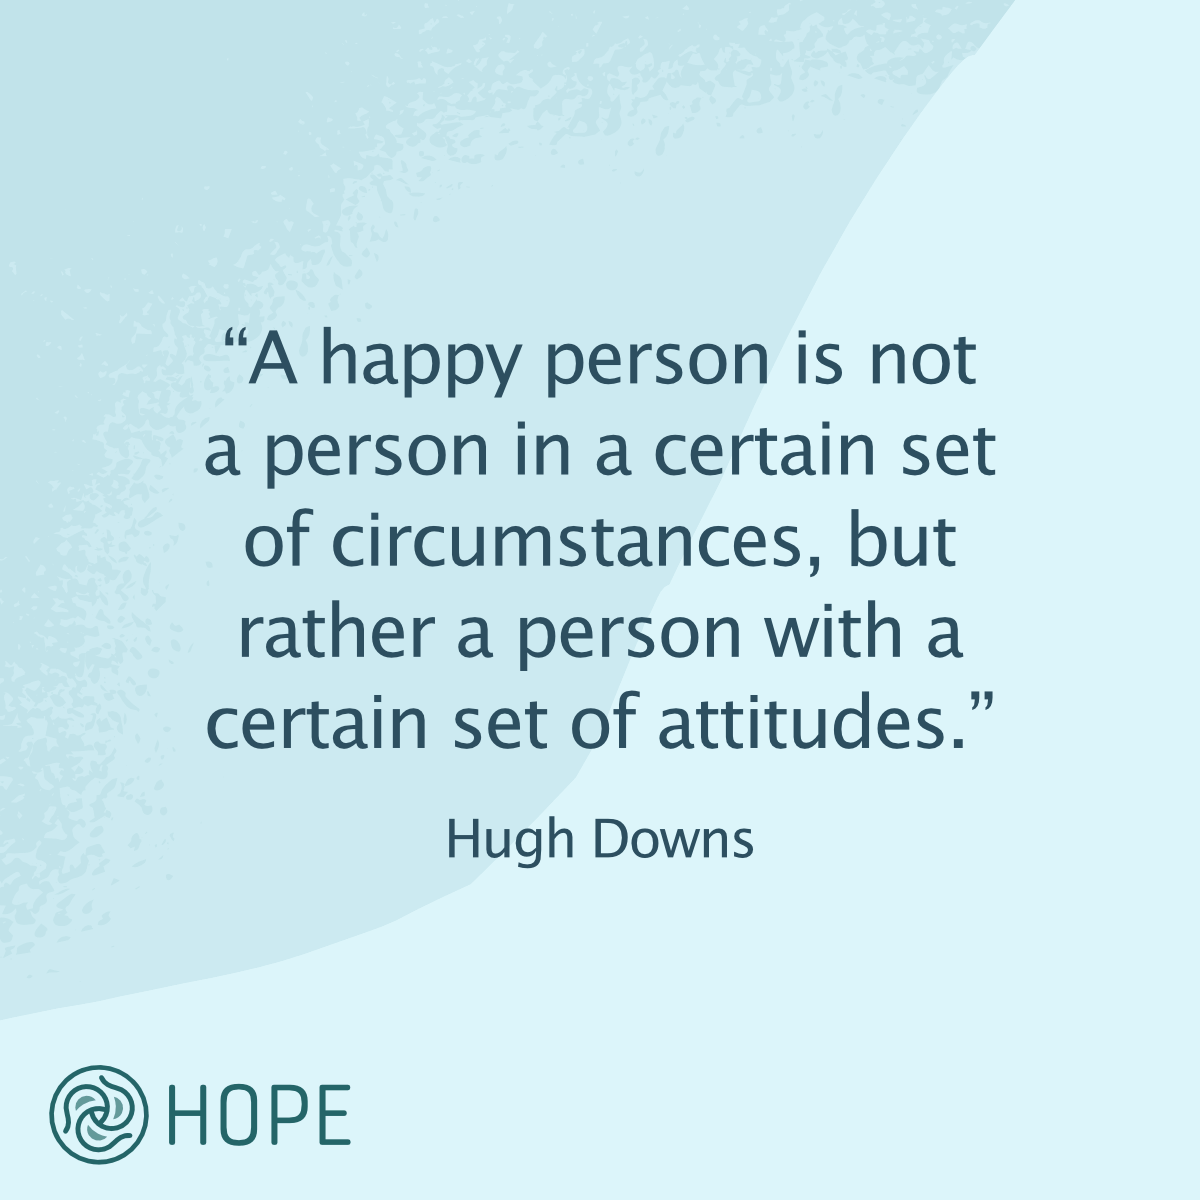 “A happy person is not
a person in a certain set
of circumstances, but
rather a person with a
certain set of attitudes.”
Hugh Downs
HOPE